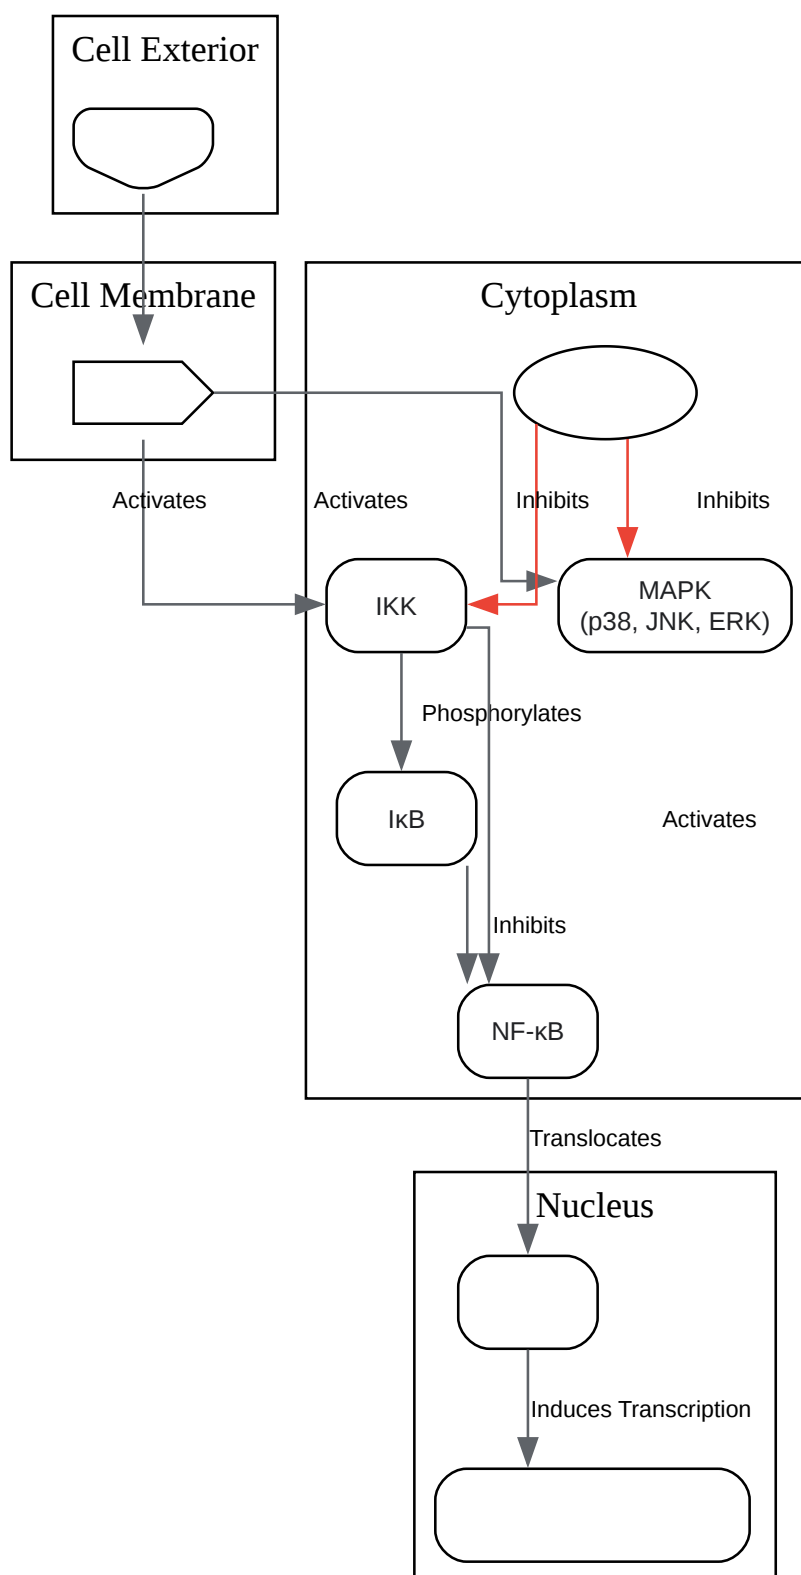 Cell Exterior
Cell Membrane
Cytoplasm
Activates
Activates
Inhibits
Inhibits
IKK
MAPK
(p38, JNK, ERK)
Phosphorylates
IκB
Activates
Inhibits
NF-κB
Translocates
Nucleus
Induces Transcription